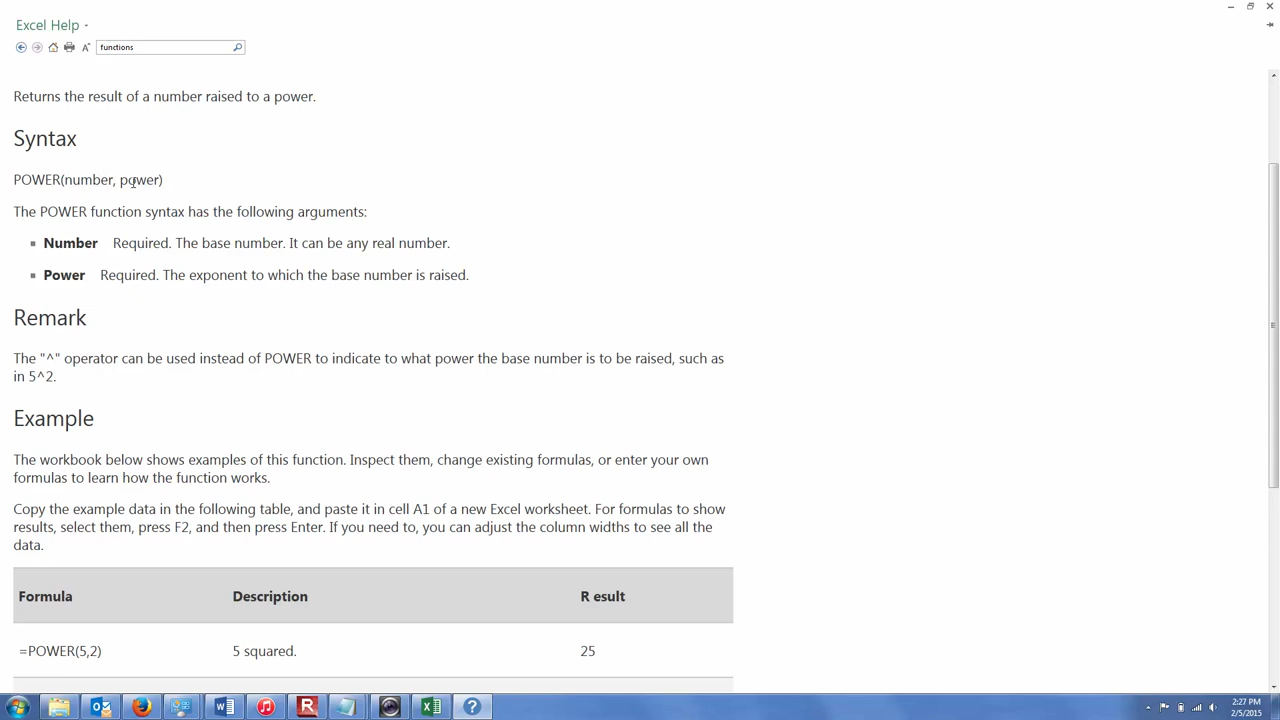 Excel Help
functions
Returns the result of a number raised to a power.
Syntax
POWER(number, power)
The POWER function syntax has the following arguments:
Number Required. The base number. It can be any real number.
Power Required. The exponent to which the base number is raised.
Remark
The "^" operator can be used instead of POWER to indicate to what power the base number is to be raised, such as
in 5^2.
Example
The workbook below shows examples of this function. Inspect them, change existing formulas, or enter your own
formulas to learn how the function works.
Copy the example data in the following table, and paste it in cell A1 of a new Excel worksheet. For formulas to show
results, select them, press F2, and then press Enter. If you need to, you can adjust the column widths to see all the
data.
Formula Description R esult
=POWER(5,2) 5 squared. 25
2:27 PM
2/5/2015